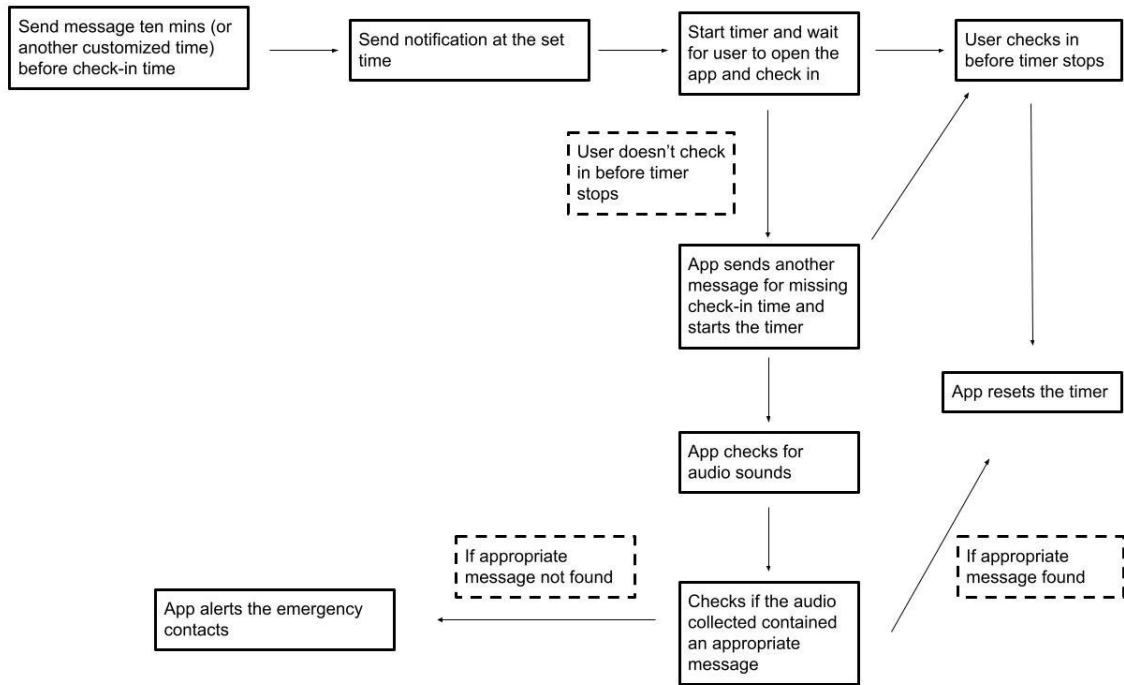 Send message ten mins (or
another customized time)
before check-in time
Send notification at the set
time
Start timer and wait
for user to open the
app and check in
User checks in
before timer stops
User doesn’t check
in before timer
stops
App sends another
message for missing
check-in time and
starts the timer
App resets the timer
App checks for
audio sounds
If appropriate
message not found
If appropriate
message found
App alerts the emergency
contacts
Checks if the audio
collected contained
an appropriate
message